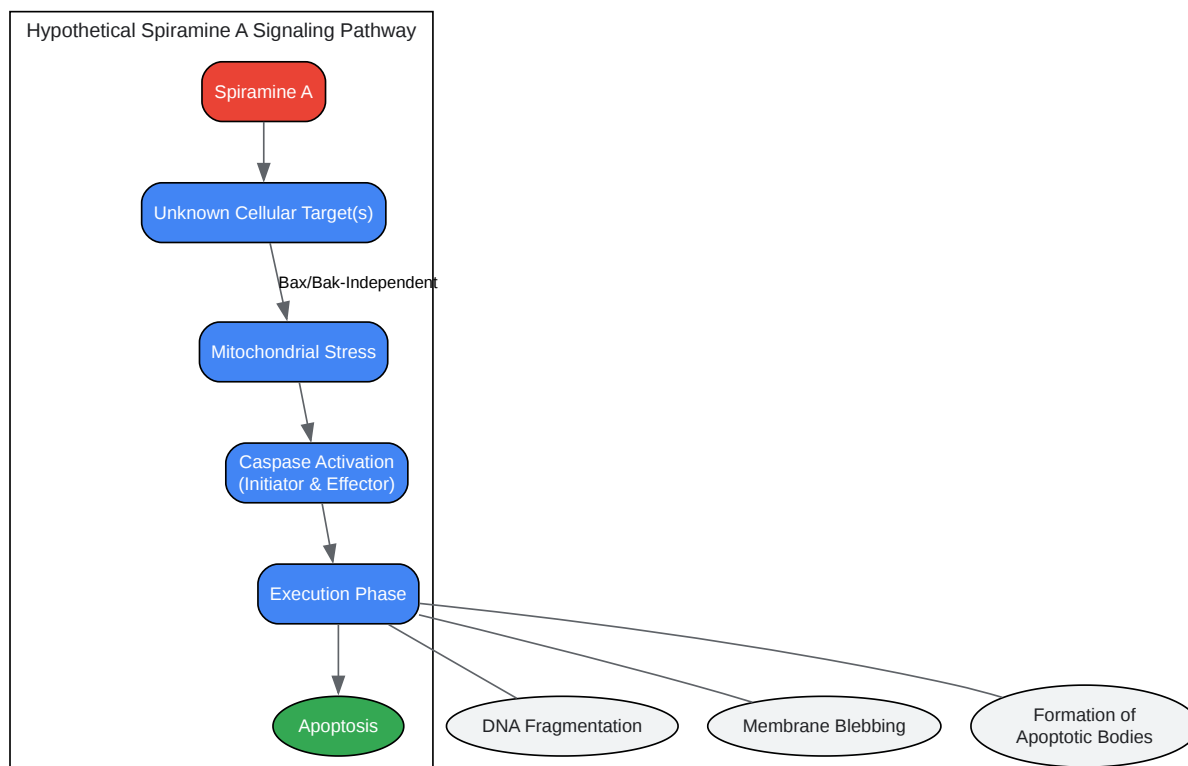 Hypothetical Spiramine A Signaling Pathway
Spiramine A
Unknown Cellular Target(s)
Bax/Bak-Independent
Mitochondrial Stress
Caspase Activation
(Initiator & Effector)
Execution Phase
Apoptosis
DNA Fragmentation
Membrane Blebbing
Formation of
Apoptotic Bodies